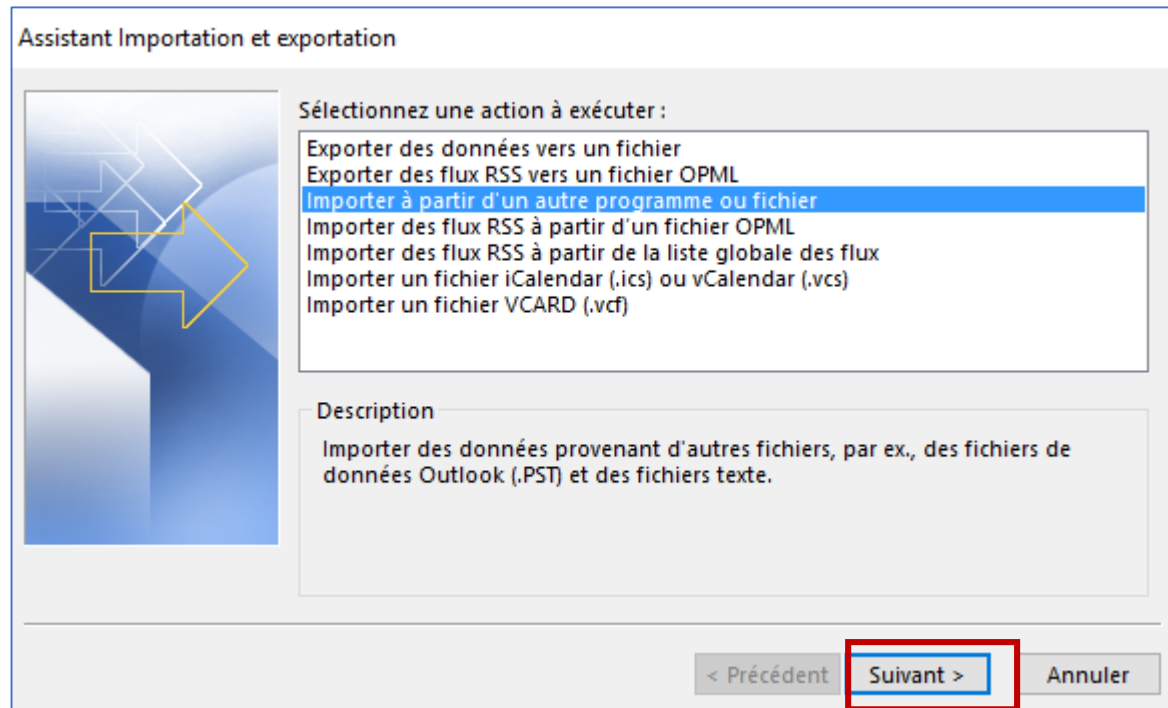 Assistant Importation et exportation
Sélectionnez une action à exécuter :
Exporter des données vers un fichier
Exporter des flux RSS vers un fichier OPML
Importer à partir d'un autre programme ou fichier
Importer des flux RSS à partir d'un fichier OPML
Importer des flux RSS à partir de la liste globale des flux
Importer un fichier iCalendar (.ics) ou vCalendar (.vcs)
Importer un fichier VCARD (.vcf)
Description
Importer des données provenant d'autres fichiers, par ex., des fichiers de
données Outlook (.PST) et des fichiers texte.
< Précédent Suivant > Annuler